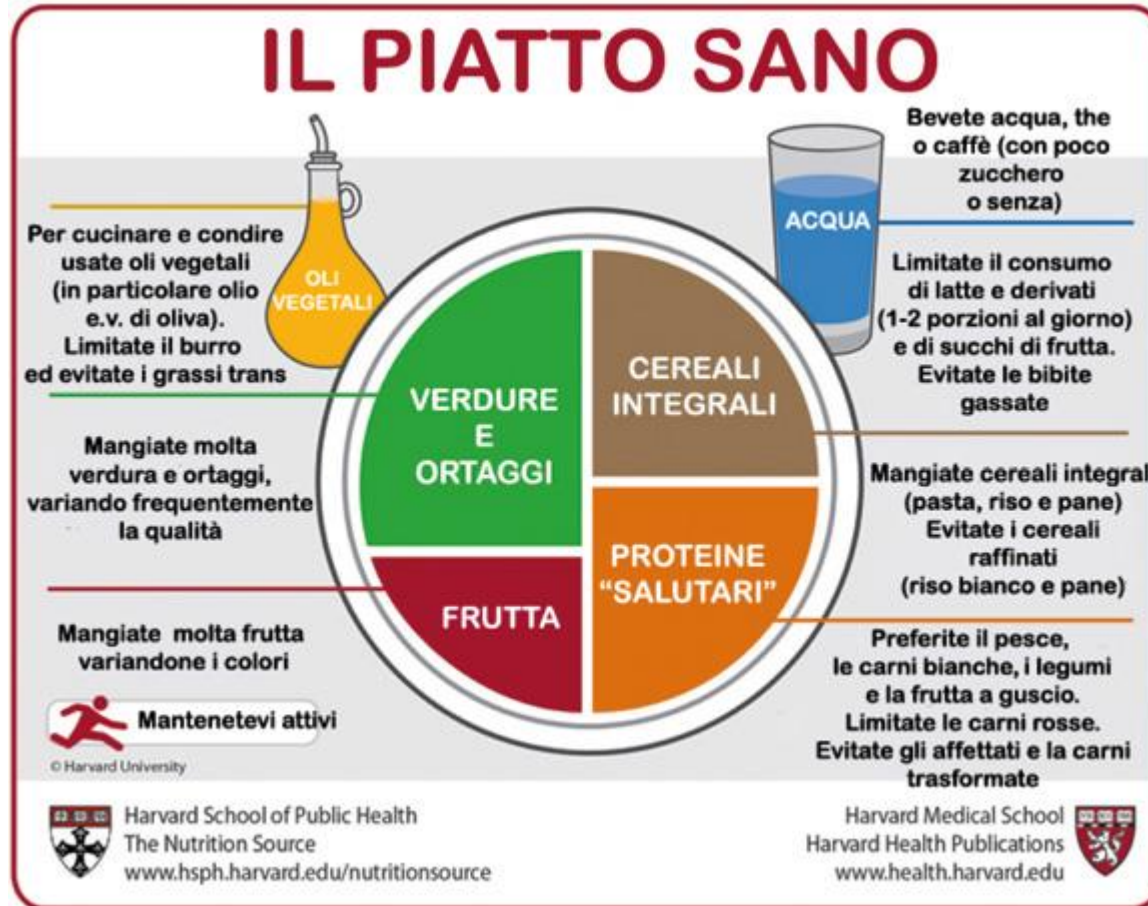 IL PIATTO SANO
OLI
VEGETALI
Per cucinare e condire
usate oli vegetali
(in particolare olio
e.v. di oliva).
Limitate il burro
ed evitate i grassi trans
Mangiate molta
verdura e ortaggi,
variando frequentemente
la qualità
Mangiate molta frutta
variandone i colori
Mantenetevi attivi
© Harvard University
VERDURE
E
ORTAGGI
FRUTTA
CEREALI
INTEGRALI
PROTEINE
“SALUTARI”
ACQUA
Bevete acqua, the
o caffè (con poco
zucchero
o senza)
Limitate il consumo
di latte e derivati
(1-2 porzioni al giorno)
e di succhi di frutta.
Evitate le bibite
gassate
Mangiate cereali integral
(pasta, riso e pane)
Evitate i cereali
raffinati
(riso bianco e pane)
Preferite il pesce,
le carni bianche, i legumi
e la frutta a guscio.
Limitate le carni rosse.
Evitate gli affettati e la carni
trasformate
Harvard School of Public Health
The Nutrition Source
www.hsph.harvard.edu/nutritionsource
Harvard Medical School
Harvard Health Publications
www.health.harvard.edu